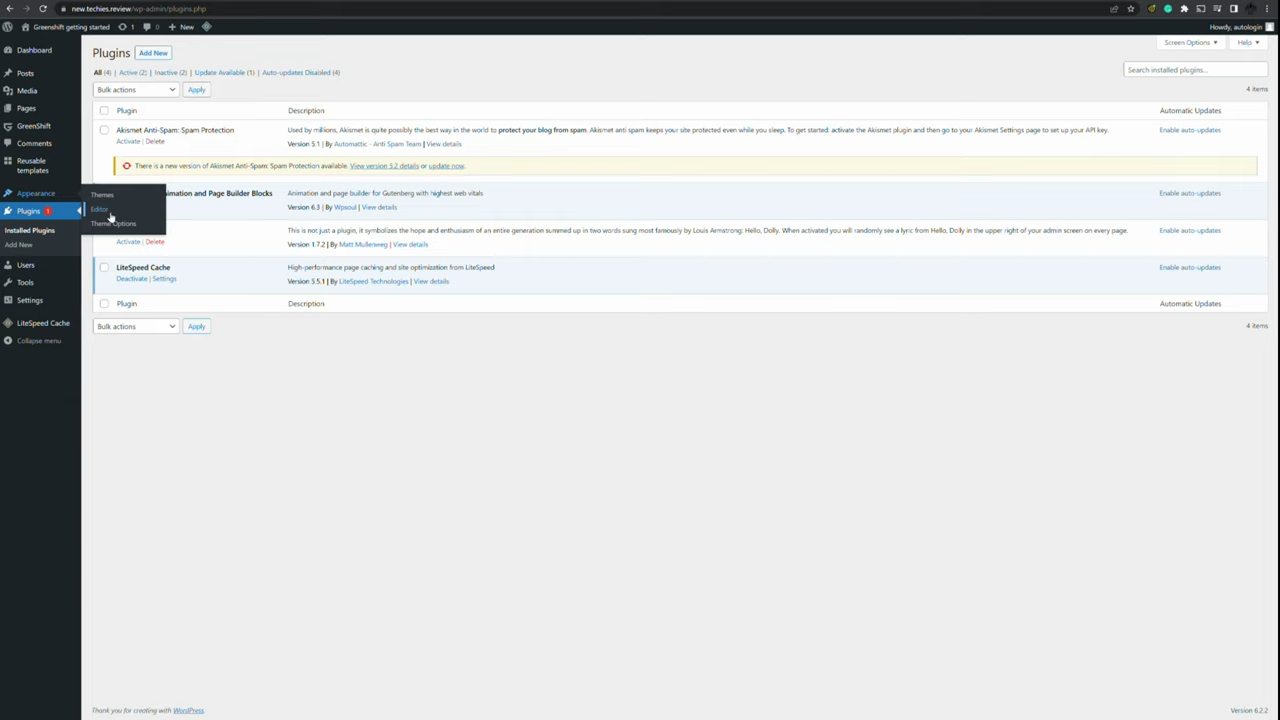 new.techies.review/wp-admin/plugins.php
Greenshift getting started 1 0 New
Howdy, autologin
Dashboard
Posts
Media
Pages
GreenShift
Comments
Reusable
templates
Appearance
Plugins 1
Installed Plugins
Add New
Users
Tools
Settings
LiteSpeed Cache
Collapse menu
Themes
Editor
Theme Options
Screen Options
Help
Plugins Add New
All (4) | Active (2) | Inactive (2) | Update Available (1) | Auto-updates Disabled (4)
Search installed plugins...
Bulk actions Apply
4 items
Plugin Description Automatic Updates
Akismet Anti-Spam: Spam Protection
Activate | Delete
Used by millions, Akismet is quite possibly the best way in the world to protect your blog from spam. Akismet anti spam keeps your site protected even while you sleep. To get started: activate the Akismet plugin and then go to your Akismet Settings page to set up your API key.
Version 5.1 | By Automattic - Anti Spam Team | View details
Enable auto-updates
There is a new version of Akismet Anti-Spam: Spam Protection available. View version 5.2 details or update now.
nimation and Page Builder Blocks
Animation and page builder for Gutenberg with highest web vitals
Version 6.3 | By Wpsoul | View details
Enable auto-updates
Activate | Delete
This is not just a plugin, it symbolizes the hope and enthusiasm of an entire generation summed up in two words sung most famously by Louis Armstrong: Hello, Dolly. When activated you will randomly see a lyric from Hello, Dolly in the upper right of your admin screen on every page.
Version 1.7.2 | By Matt Mullenweg | View details
Enable auto-updates
LiteSpeed Cache
Deactivate | Settings
High-performance page caching and site optimization from LiteSpeed
Version 5.5.1 | By LiteSpeed Technologies | View details
Enable auto-updates
Plugin Description Automatic Updates
Bulk actions Apply
4 items
Thank you for creating with WordPress.
Version 6.2.2